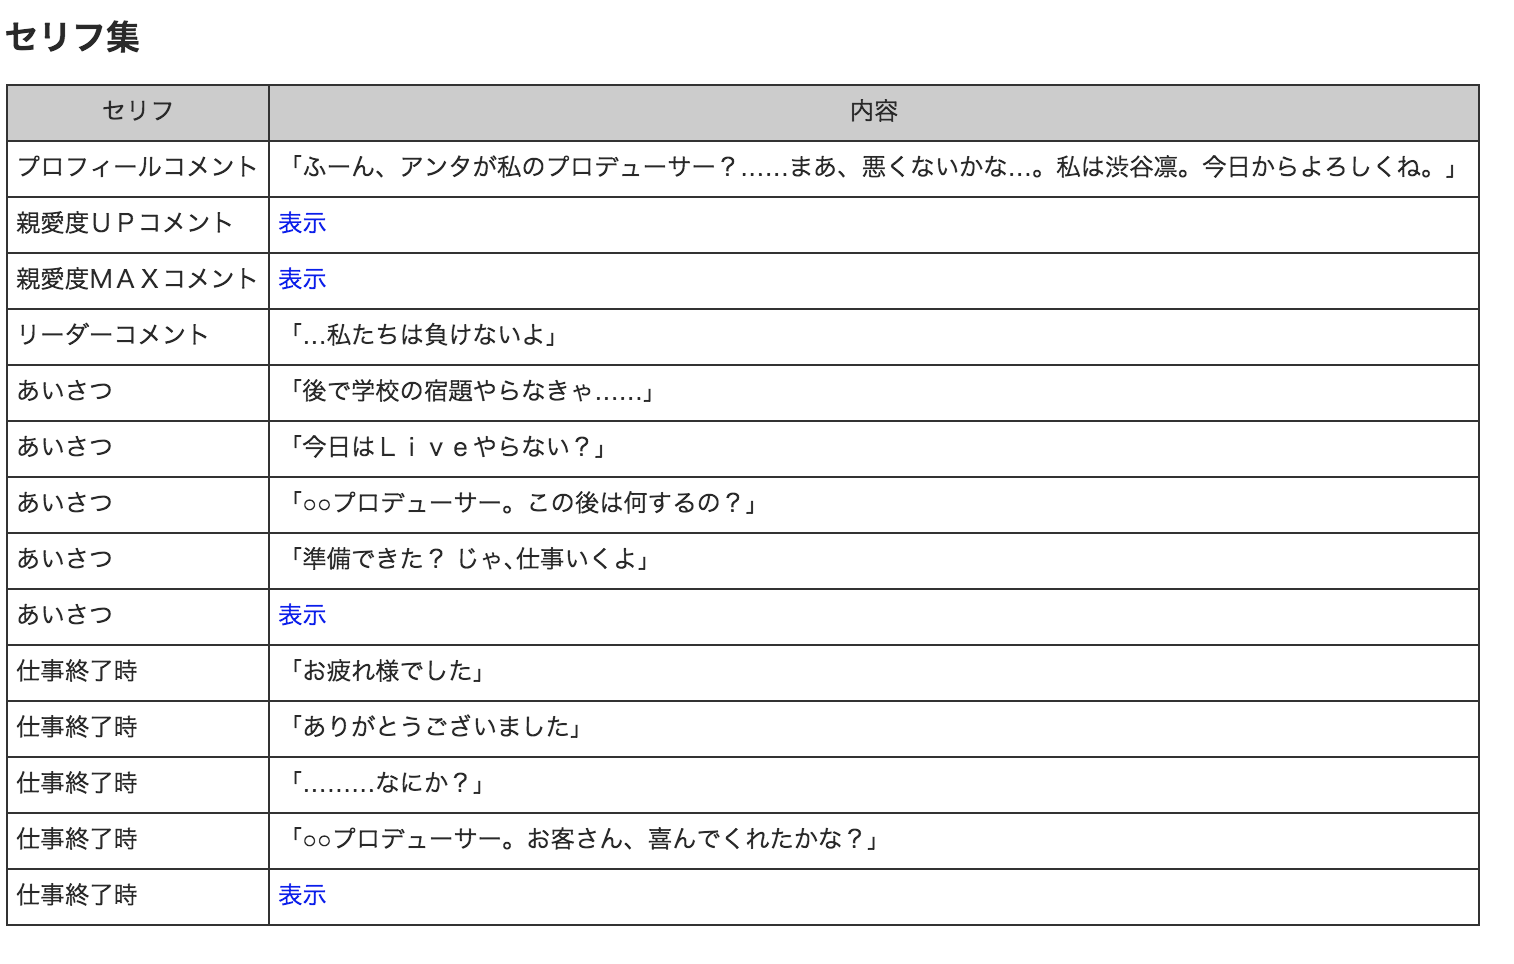 セリフ集
セリフ 内容
プロフィールコメント 「ふーん、アンタが私のプロデューサー？……まあ、悪くないかな…。私は渋谷凛。今日からよろしくね。」
親愛度ＵＰコメント 表示
親愛度ＭＡＸコメント 表示
リーダーコメント 「…私たちは負けないよ」
あいさつ 「後で学校の宿題やらなきゃ……」
あいさつ 「今日はＬｉｖｅやらない？」
あいさつ 「○○プロデューサー。この後は何するの？」
あいさつ 「準備できた？ じゃ､仕事いくよ」
あいさつ 表示
仕事終了時 「お疲れ様でした」
仕事終了時 「ありがとうございました」
仕事終了時 「………なにか？」
仕事終了時 「○○プロデューサー。お客さん、喜んでくれたかな？」
仕事終了時 表示